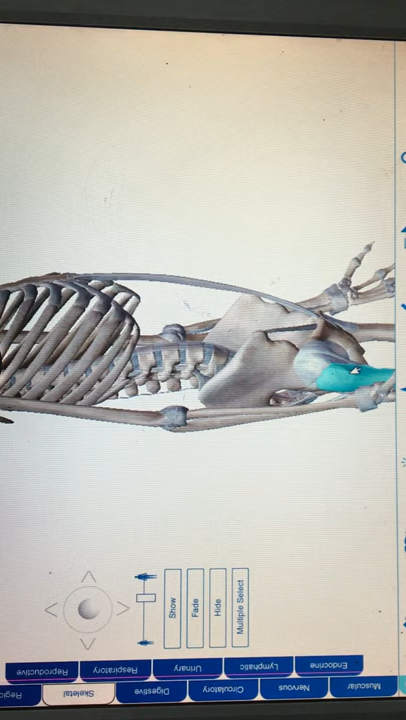 Show
Fade
Hide
Multiple Select
Reproductive
Respiratory
Urinary
Lymphatic
Endocrine
Skeletal
Digestive
Circulatory
Nervous
Muscular